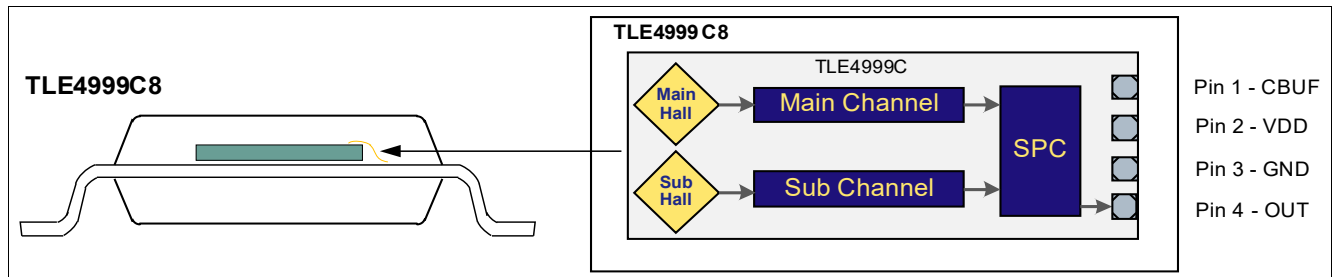 TLE4999C8
TLE4999 C8
TLE4999C
Main
Hall
Main Channel
Sub
Hall
Sub Channel
SPC
Pin 1 - CBUF
Pin 2 - VDD
Pin 3 - GND
Pin 4 - OUT